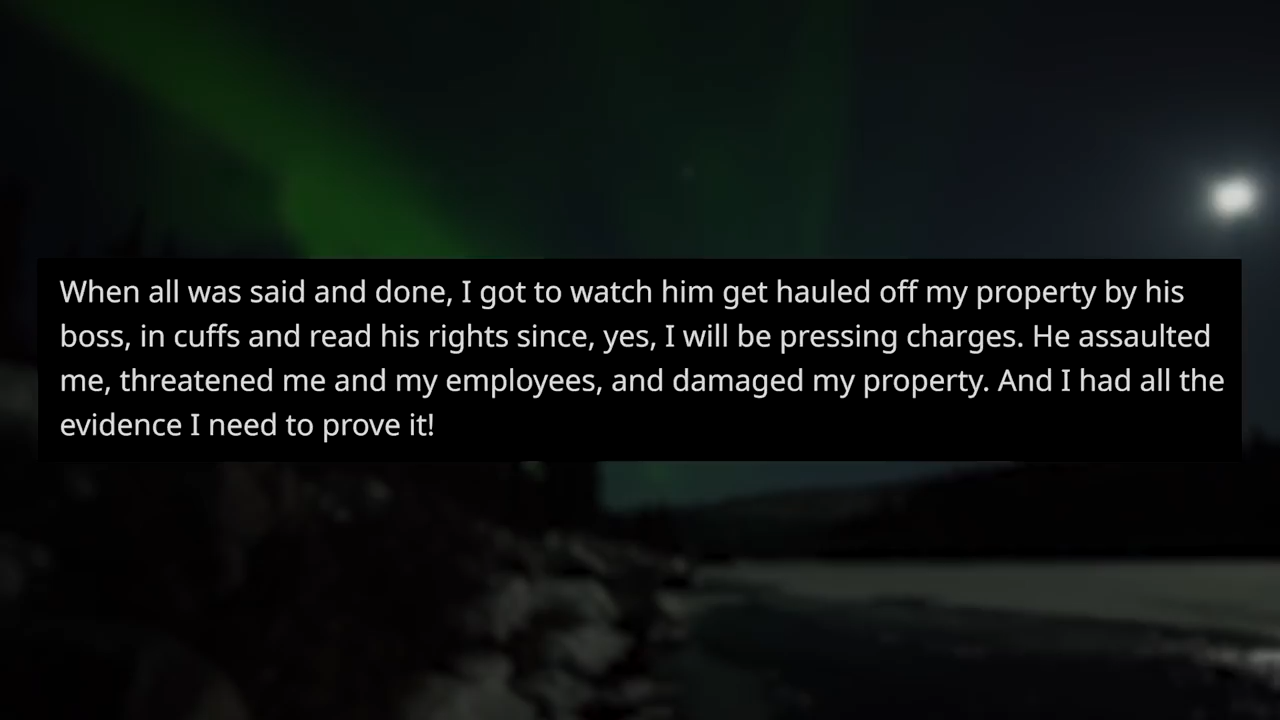 When all was said and done, I got to watch him get hauled off my property by his
boss, in cuffs and read his rights since, yes, I will be pressing charges. He assaulted
me, threatened me and my employees, and damaged my property. And I had all the
evidence I need to prove it!